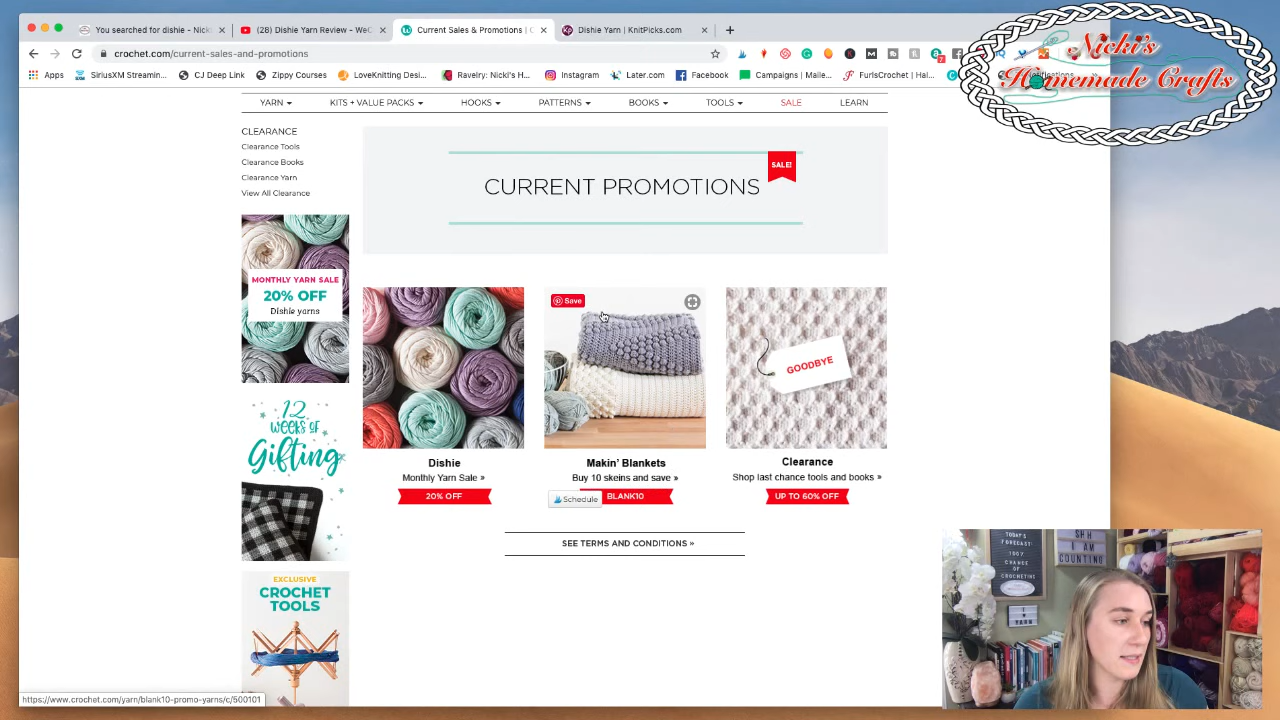 You searched for dishie - Nick
(28) Dishie Yarn Review - WeC
Current Sales & Promotions | C
Dishie Yarn | KnitPicks.com
crochet.com/current-sales-and-promotions
Apps
SiriusXM Streamin...
CJ Deep Link
Zippy Courses
LoveKnitting Desi...
Ravelry: Nicki's H...
Instagram
Later.com
Facebook
Campaigns | Maile...
FurlsCrochet | Hai...
Nicki's
Homemade Crafts
YARN
KITS + VALUE PACKS
HOOKS
PATTERNS
BOOKS
TOOLS
SALE
LEARN
CLEARANCE
Clearance Tools
Clearance Books
Clearance Yarn
View All Clearance
CURRENT PROMOTIONS
SALE!
MONTHLY YARN SALE
20% OFF
Dishie yarns
12
WEEKS OF
Gifting
EXCLUSIVE
CROCHET
TOOLS
Save
GOODBYE
Dishie
Monthly Yarn Sale »
20% OFF
Makin' Blankets
Buy 10 skeins and save »
Schedule
BLANK10
Clearance
Shop last chance tools and books »
UP TO 60% OFF
SEE TERMS AND CONDITIONS »
TODAY'S
FORECAST:
100%
CHANCE
OF
CROCHETING
I ♥
YARN
SHH
I AM
COUNTING
https://www.crochet.com/yarn/blank10-promo-yarns/c/500101